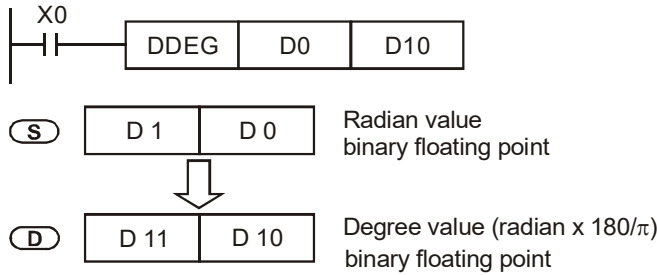 X0
DDEG D0 D10
S D 1 D 0 Radian value
binary floating point
D D 11 D 10 Degree value (radian x 180/π)
binary floating point